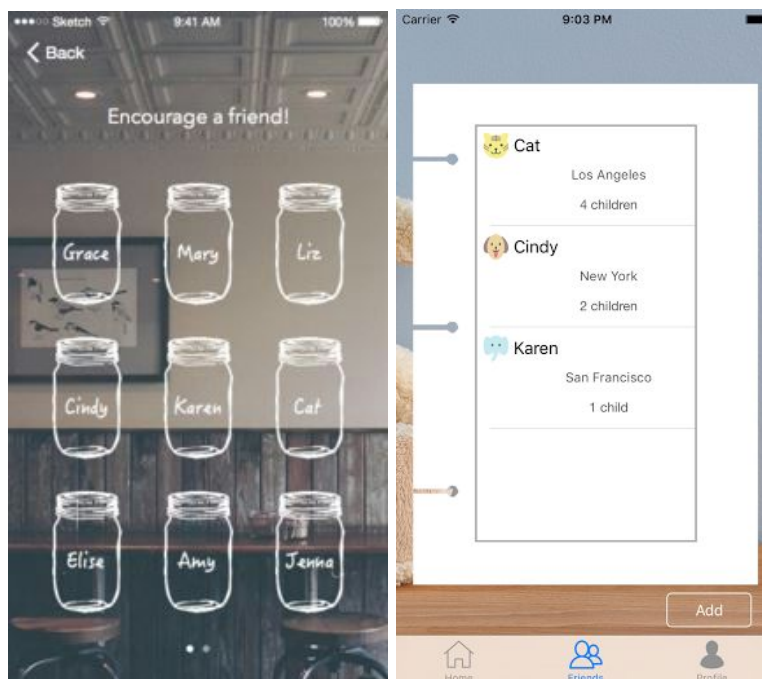 Sketch 9:41 AM 100%
Back
Encourage a friend!
Grace Mary Liz
Cindy Karen Cat
Elise Amy Jenna
Carrier 9:03 PM
Cat
Los Angeles
4 children
Cindy
New York
2 children
Karen
San Francisco
1 child
Add
Home Friends Profile